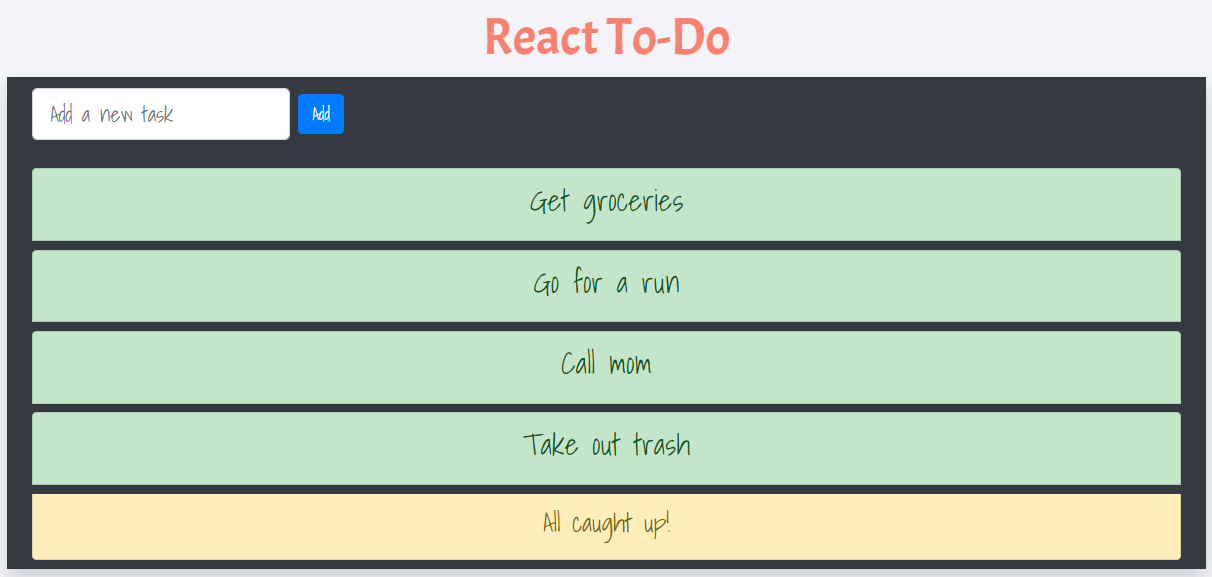 React To-Do
Add a new task
Add
Get groceries
Go for a run
Call mom
Take out trash
All caught up!